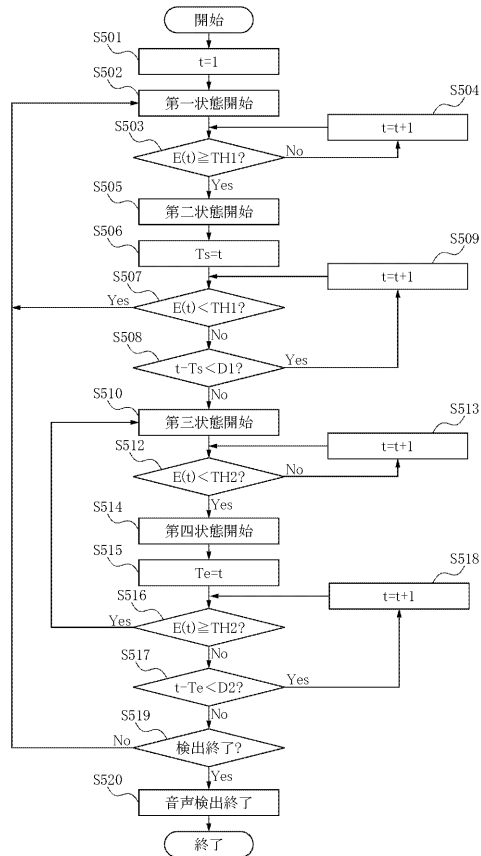 開始
S501
t=1
S502
第一状態開始
S504
t=t+1
S503
E(t)≧TH1?
No
Yes
S505
第二状態開始
S506
Ts=t
S509
t=t+1
S507
E(t)<TH1?
Yes
No
S508
t-Ts<D1?
Yes
No
S510
第三状態開始
S513
t=t+1
S512
E(t)<TH2?
No
Yes
S514
第四状態開始
S515
Te=t
S518
t=t+1
S516
E(t)≧TH2?
Yes
No
S517
t-Te<D2?
Yes
No
S519
検出終了?
No
Yes
S520
音声検出終了
終了